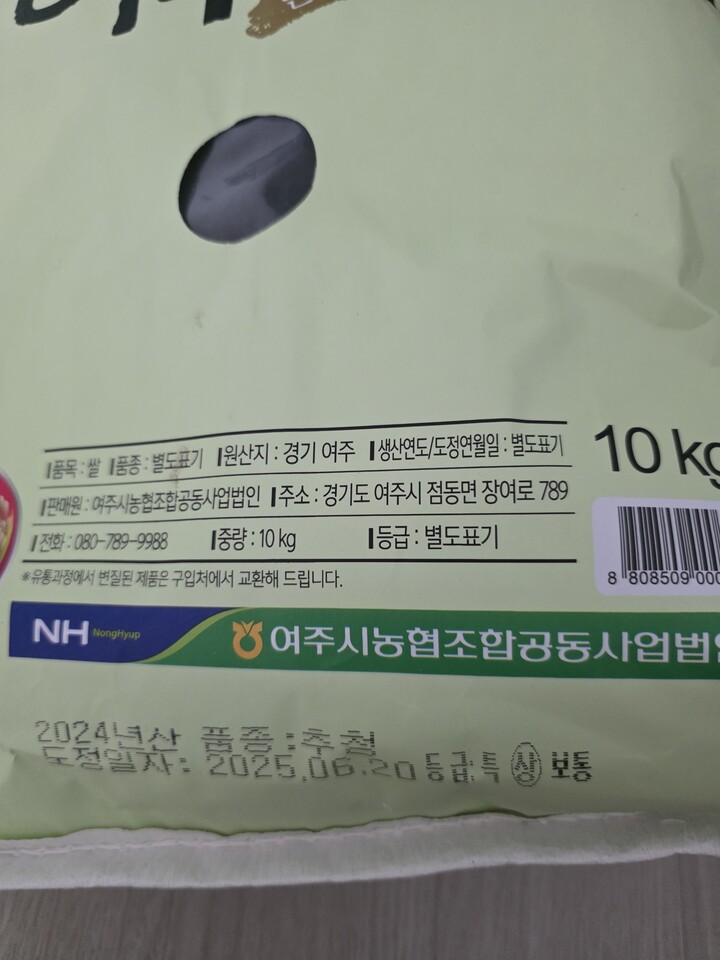 품목 : 쌀 품종 : 별도표기 원산지 : 경기 여주 생산연도/도정연월일 : 별도표기
판매원 : 여주시농협조합공동사업법인 주소 : 경기도 여주시 점동면 장여로 789
전화 : 080-789-9988 중량 : 10 kg 등급 : 별도표기
※유통과정에서 변질된 제품은 구입처에서 교환해 드립니다.
10 kg
8 808509 000
NH NongHyup 여주시농협조합공동사업법인
2024년산 품종 : 추청
도정일자: 2025.06.20 등급 특 상 보통